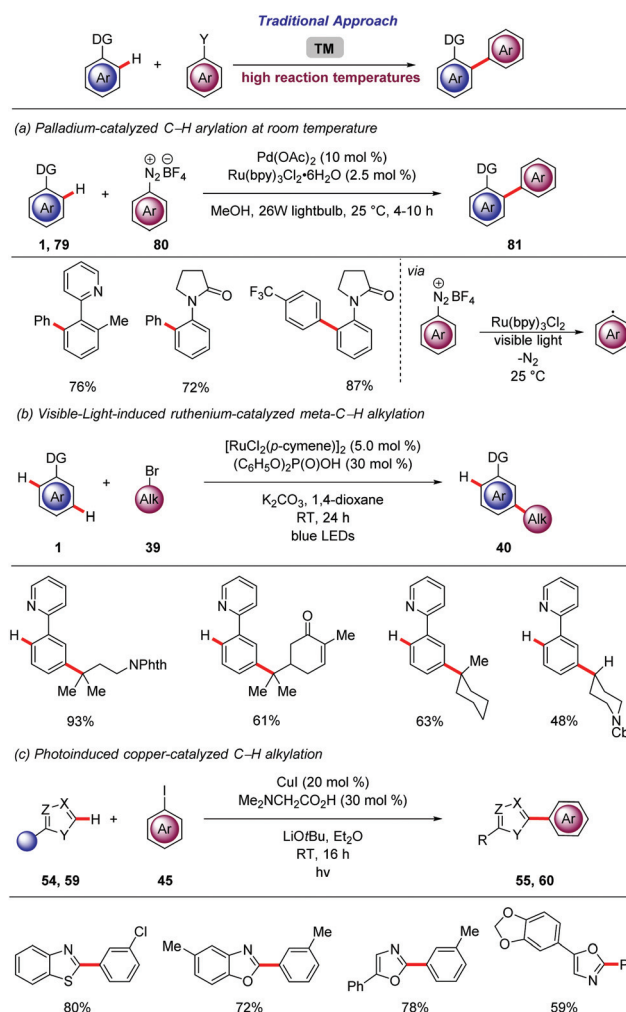 Traditional Approach
DG
H
Ar
+
Y
Ar
TM
high reaction temperatures
DG
Ar
Ar
(a) Palladium-catalyzed C–H arylation at room temperature
DG
H
Ar
1, 79
+
⊕ ⊖
N2BF4
Ar
80
Pd(OAc)2 (10 mol %)
Ru(bpy)3Cl2•6H2O (2.5 mol %)
MeOH, 26W lightbulb, 25 °C, 4-10 h
DG
Ar
Ar
81
N
Ph
Me
76%
N
O
Ph
72%
F3C
N
O
87%
via
⊕
N2BF4
Ar
Ru(bpy)3Cl2
visible light
-N2
25 °C
Ar
(b) Visible-Light-induced ruthenium-catalyzed meta-C–H alkylation
DG
H
Ar
H
1
+
Br
Alk
39
[RuCl2(p-cymene)]2 (5.0 mol %)
(C6H5O)2P(O)OH (30 mol %)
K2CO3, 1,4-dioxane
RT, 24 h
blue LEDs
DG
H
Ar
Alk
40
N
H
NPhth
Me Me
93%
N
O
Me
H
Me Me
61%
N
H
Me
63%
N
H
H
N
Cb
48%
(c) Photoinduced copper-catalyzed C–H alkylation
Z X
H
Y
54, 59
+
I
Ar
45
CuI (20 mol %)
Me2NCH2CO2H (30 mol %)
LiOtBu, Et2O
RT, 16 h
hv
Z X
R Y
Ar
55, 60
N
S
Cl
80%
Me
N
O
Me
72%
N
Ph
O
Me
78%
O
O
O
N
P
59%